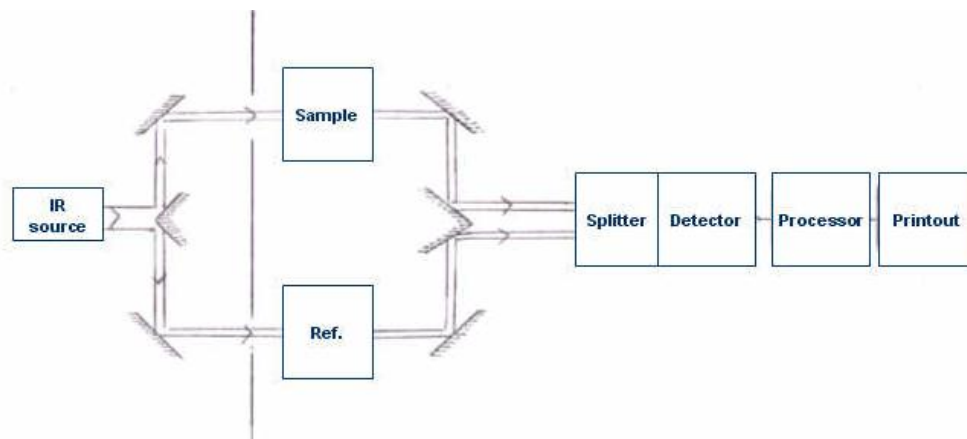 Sample
IR
source
Splitter
Detector
Processor
Printout
Ref.